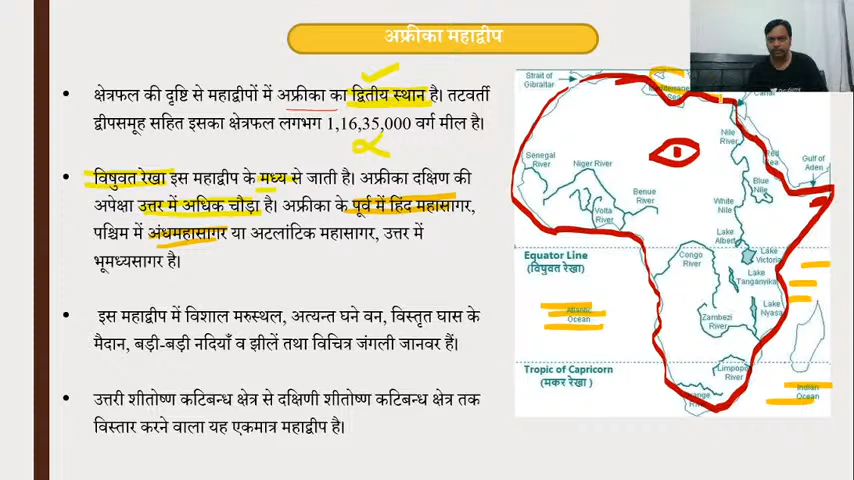 अफ्रीका महाद्वीप
क्षेत्रफल की दृष्टि से महाद्वीपों में अफ्रीका का द्वितीय स्थान है। तटवर्ती
द्वीपसमूह सहित इसका क्षेत्रफल लगभग 1,16,35,000 वर्ग मील है।
2
विषुवत रेखा इस महाद्वीप के मध्य से जाती है। अफ्रीका दक्षिण की
अपेक्षा उत्तर में अधिक चौड़ा है। अफ्रीका के पूर्व में हिंद महासागर,
पश्चिम में अंधमहासागर या अटलांटिक महासागर, उत्तर में
भूमध्यसागर है।
इस महाद्वीप में विशाल मरुस्थल, अत्यन्त घने वन, विस्तृत घास के
मैदान, बड़ी-बड़ी नदियाँ व झीलें तथा विचित्र जंगली जानवर हैं।
उत्तरी शीतोष्ण कटिबन्ध क्षेत्र से दक्षिणी शीतोष्ण कटिबन्ध क्षेत्र तक
विस्तार करने वाला यह एकमात्र महाद्वीप है।
Strait of
Gibraltar
Sea
Canal
Nile
River
Red
Sea
Gulf of
Aden
Senegal
River
Niger River
Benue
River
Volta
River
Blue
Nile
White
Nile
Lake
Albert
Equator Line
(विषुवत रेखा)
Congo
River
Lake
Victoria
Lake
Tanganyika
Atlantic
Ocean
Zambezi
River
Lake
Nyasa
Tropic of Capricorn
(मकर रेखा)
Limpopo
River
Indian
Ocean